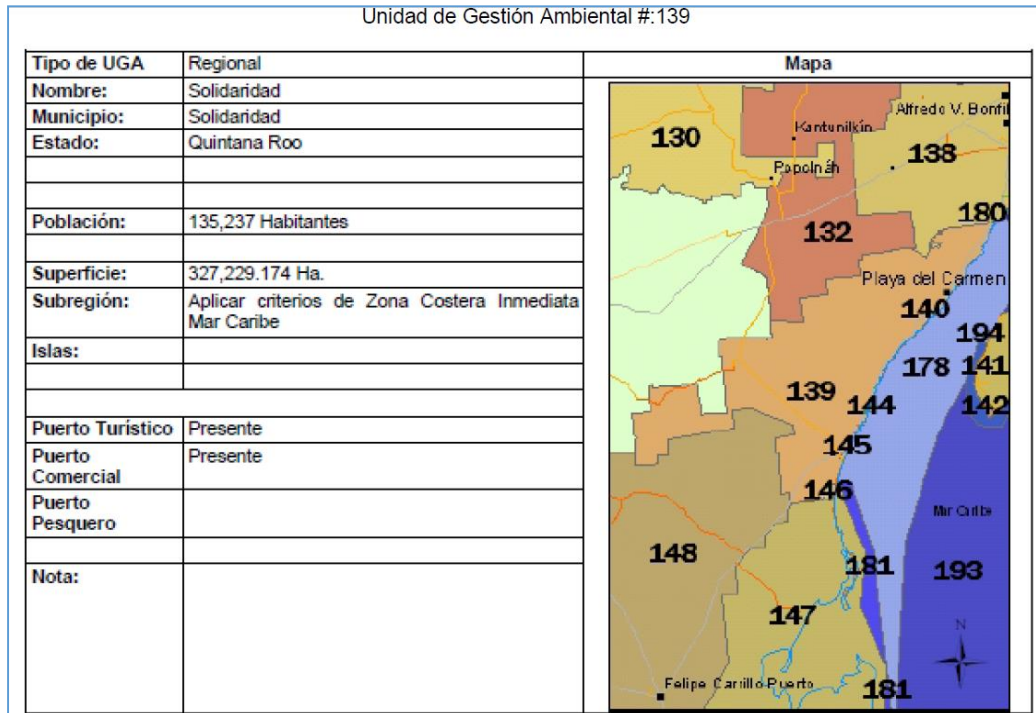 Unidad de Gestión Ambiental #:139
Tipo de UGA Regional Mapa
Nombre: Solidaridad
Municipio: Solidaridad
Estado: Quintana Roo
Población: 135,237 Habitantes
Superficie: 327,229.174 Ha.
Subregión: Aplicar criterios de Zona Costera Inmediata
Mar Caribe
Islas:
Puerto Turístico Presente
Puerto Presente
Comercial
Puerto
Pesquero
Nota:
Alfredo V. Bonfil
Kantunilkín
130
138
Popolnáh
180
132
Playa del Carmen
140
194
178 141
139
144 142
145
146
Mar Caribe
148
181
193
147
N
Felipe Carrillo Puerto
181